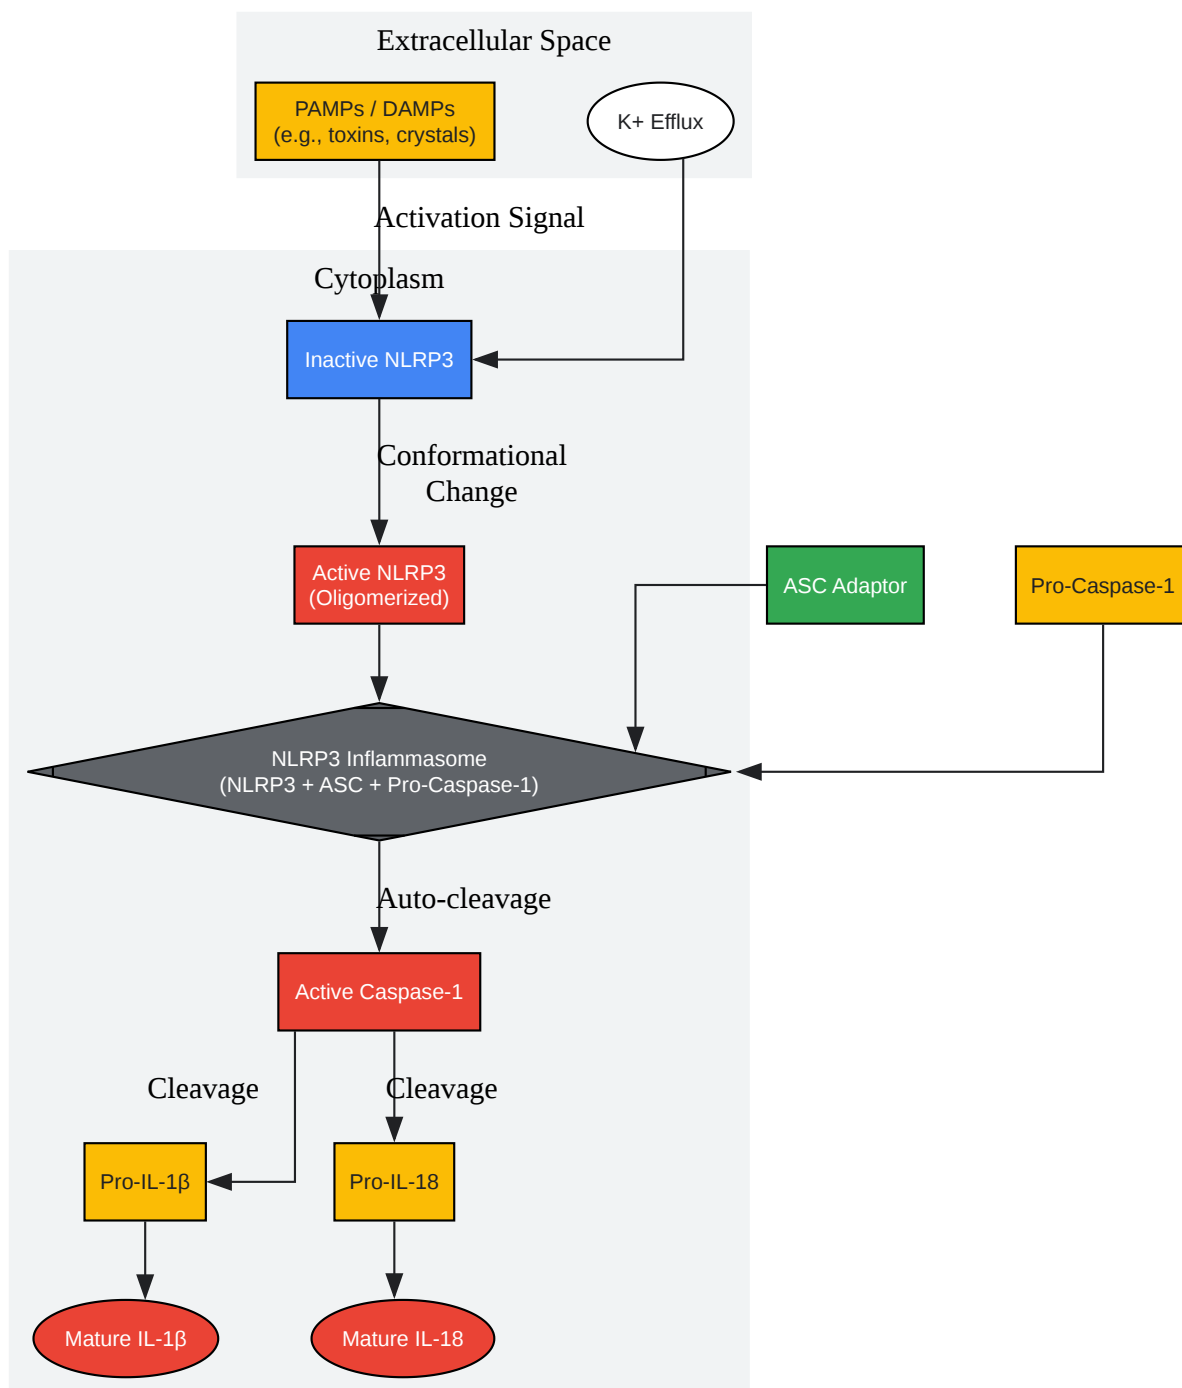 Extracellular Space
PAMPs / DAMPs
(e.g., toxins, crystals)
K+ Efflux
Activation Signal
Cytoplasm
Inactive NLRP3
Conformational
Change
Active NLRP3
(Oligomerized)
ASC Adaptor
Pro-Caspase-1
NLRP3 Inflammasome
(NLRP3 + ASC + Pro-Caspase-1)
Auto-cleavage
Active Caspase-1
Cleavage
Cleavage
Pro-IL-1β
Pro-IL-18
Mature IL-1β
Mature IL-18